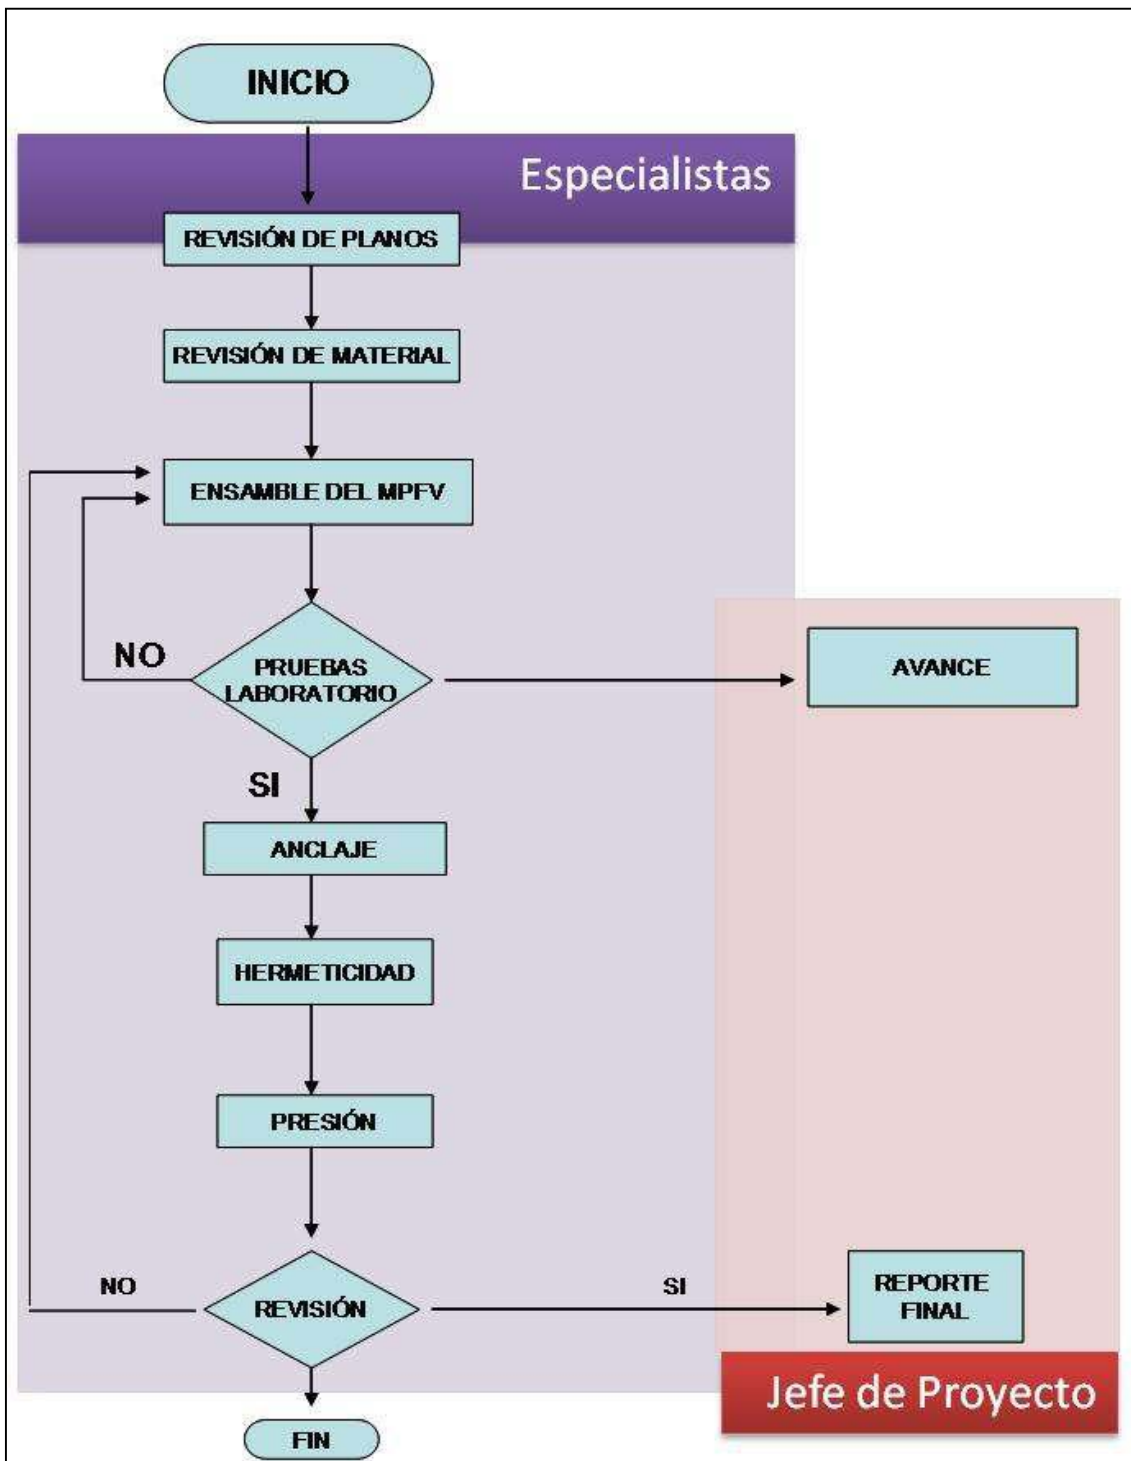 INICIO
Especialistas
REVISIÓN DE PLANOS
REVISIÓN DE MATERIAL
ENSAMBLE DEL MPFV
NO
PRUEBAS
LABORATORIO
AVANCE
SI
ANCLAJE
HERMETICIDAD
PRESIÓN
NO
REVISIÓN
SI
REPORTE
FINAL
Jefe de Proyecto
FIN